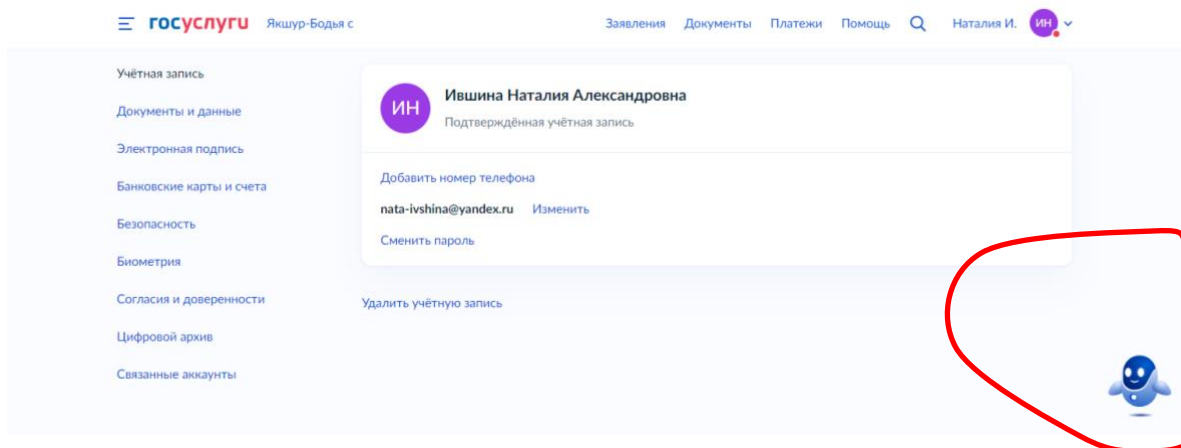 госуслуги Якшур-Бодья с Заявления Документы Платежи Помощь Наталия И. ИН
Учётная запись
Документы и данные
Электронная подпись
Банковские карты и счета
Безопасность
Биометрия
Согласия и доверенности
Цифровой архив
Связанные аккаунты
ИН
Ившина Наталия Александровна
Подтверждённая учётная запись
Добавить номер телефона
nata-ivshina@yandex.ru Изменить
Сменить пароль
Удалить учётную запись